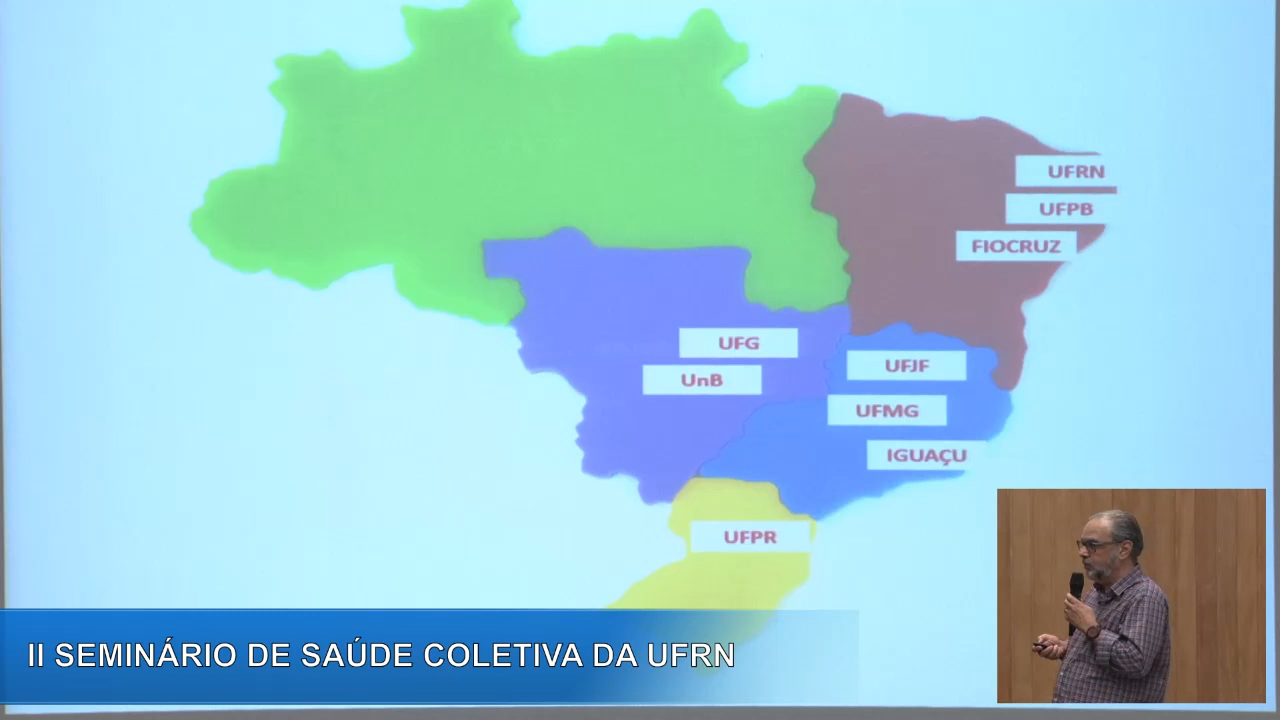 UFRN
UFPB
FIOCRUZ
UFG
UFJF
UnB
UFMG
IGUAÇU
UFPR
II SEMINÁRIO DE SAÚDE COLETIVA DA UFRN